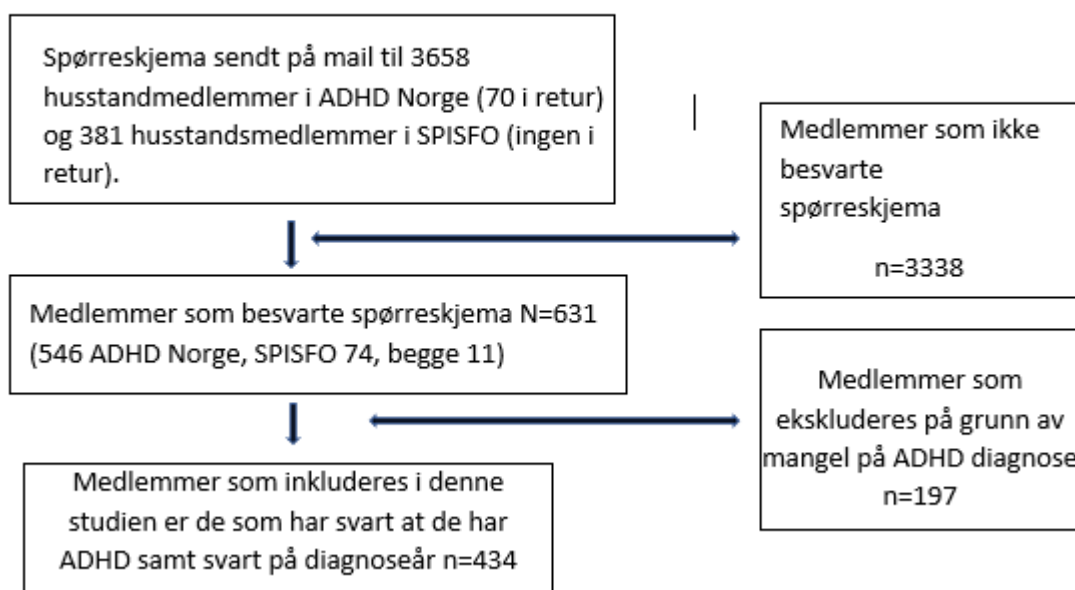 Spørreskjema sendt på mail til 3658
husstandmedlemmer i ADHD Norge (70 i retur)
og 381 husstandsmedlemmer i SPISFO (ingen i
retur).
Medlemmer som ikke
besvarte
spørreskjema
n=3338
Medlemmer som besvarte spørreskjema N=631
(546 ADHD Norge, SPISFO 74, begge 11)
Medlemmer som
ekskluderes på grunn av
mangel på ADHD diagnose
n=197
Medlemmer som inkluderes i denne
studien er de som har svart at de har
ADHD samt svart på diagnoseår n=434